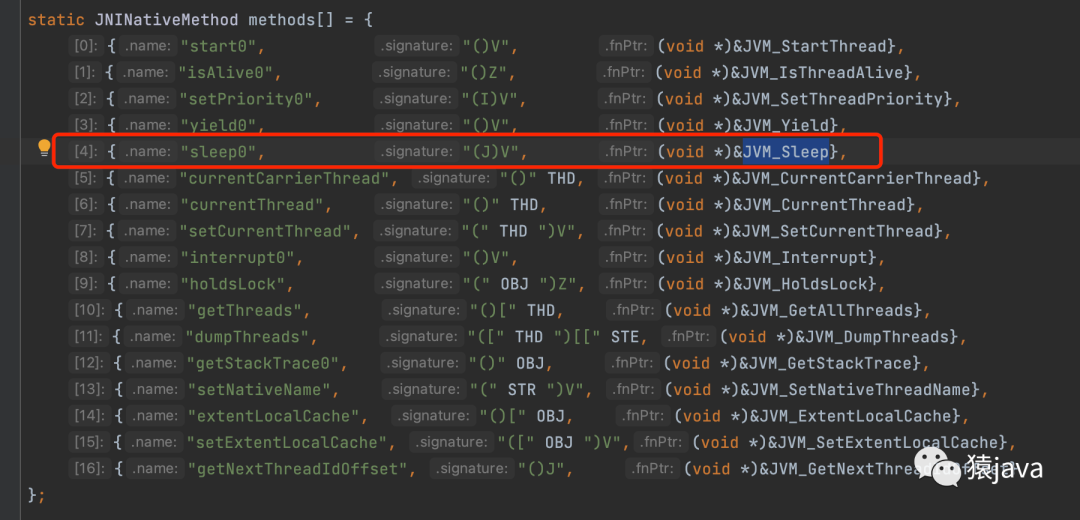 static JNINativeMethod methods[] = {
[0]: { .name: "start0", .signature: "()V", .fnPtr: (void *)&JVM_StartThread},
[1]: { .name: "isAlive0", .signature: "()Z", .fnPtr: (void *)&JVM_IsThreadAlive},
[2]: { .name: "setPriority0", .signature: "(I)V", .fnPtr: (void *)&JVM_SetThreadPriority},
[3]: { .name: "yield0", .signature: "()V", .fnPtr: (void *)&JVM_Yield},
[4]: { .name: "sleep0", .signature: "(J)V", .fnPtr: (void *)&JVM_Sleep},
[5]: { .name: "currentCarrierThread", .signature: "()" THD, .fnPtr: (void *)&JVM_CurrentCarrierThread},
[6]: { .name: "currentThread", .signature: "()" THD, .fnPtr: (void *)&JVM_CurrentThread},
[7]: { .name: "setCurrentThread", .signature: "(" THD ")V", .fnPtr: (void *)&JVM_SetCurrentThread},
[8]: { .name: "interrupt0", .signature: "()V", .fnPtr: (void *)&JVM_Interrupt},
[9]: { .name: "holdsLock", .signature: "(" OBJ ")Z", .fnPtr: (void *)&JVM_HoldsLock},
[10]: { .name: "getThreads", .signature: "()[" THD, .fnPtr: (void *)&JVM_GetAllThreads},
[11]: { .name: "dumpThreads", .signature: "([" THD ")[[" STE, .fnPtr: (void *)&JVM_DumpThreads},
[12]: { .name: "getStackTrace0", .signature: "()" OBJ, .fnPtr: (void *)&JVM_GetStackTrace},
[13]: { .name: "setNativeName", .signature: "(" STR ")V", .fnPtr: (void *)&JVM_SetNativeThreadName},
[14]: { .name: "extentLocalCache", .signature: "()[" OBJ, .fnPtr: (void *)&JVM_ExtentLocalCache},
[15]: { .name: "setExtentLocalCache", .signature: "([" OBJ ")V", .fnPtr: (void *)&JVM_SetExtentLocalCache},
[16]: { .name: "getNextThreadIdOffset", .signature: "()J", .fnPtr: (void *)
};
猿java